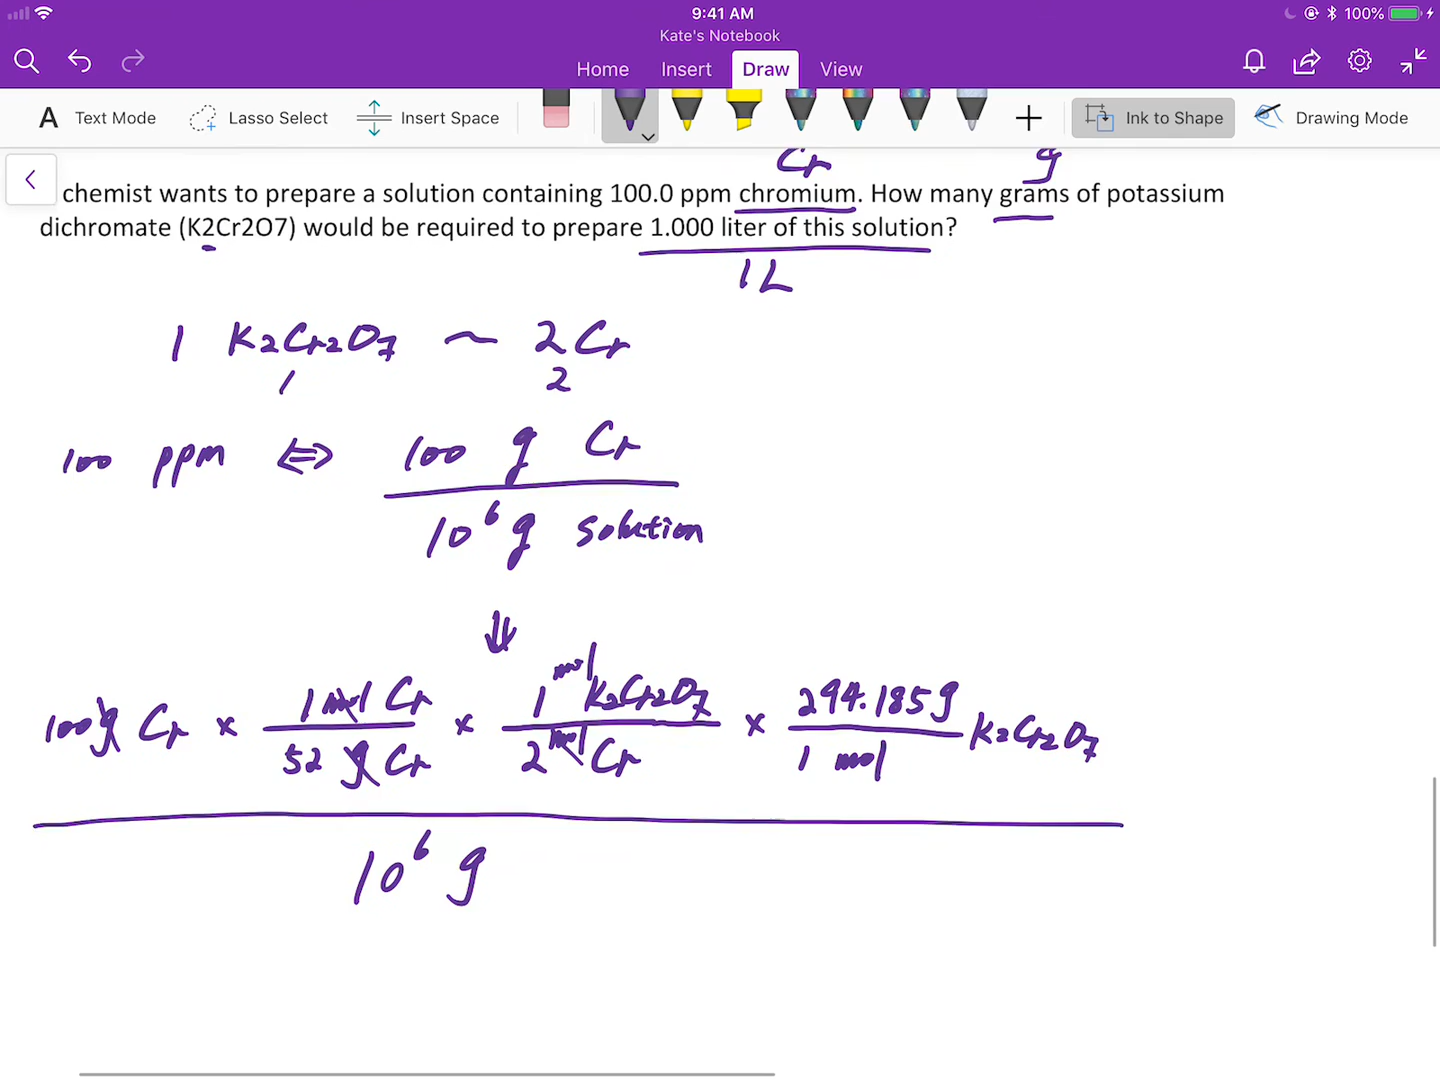 9:41 AM
100%
Kate's Notebook
Home Insert Draw View
A Text Mode Lasso Select Insert Space Ink to Shape Drawing Mode
Cr g
chemist wants to prepare a solution containing 100.0 ppm chromium. How many grams of potassium
dichromate (K2Cr2O7) would be required to prepare 1.000 liter of this solution?
1L
1 K2Cr2O7 ~ 2Cr
1 2
100 ppm ⇔ 100 g Cr
10⁶ g solution
⇓
100g Cr × 1 mol Cr × 1 mol K2Cr2O7 × 294.185g K2Cr2O7
52 g Cr 2 mol Cr 1 mol
10⁶ g